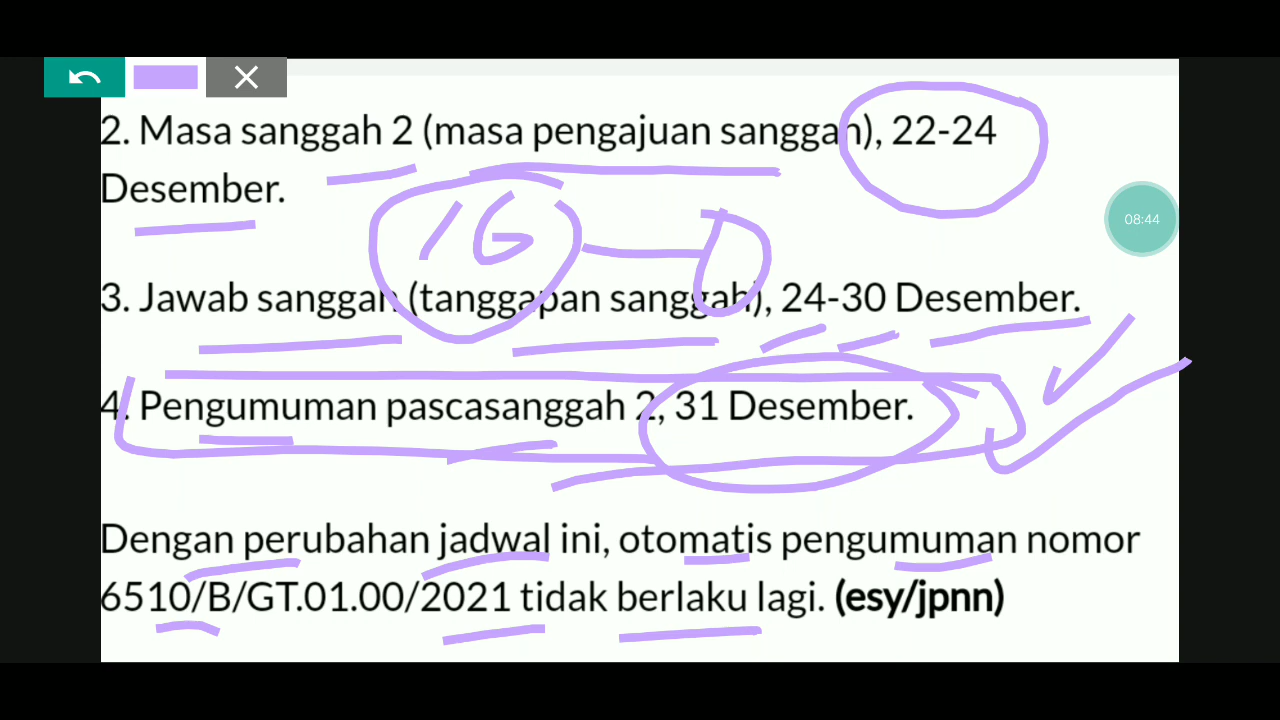 2. Masa sanggah 2 (masa pengajuan sanggah), 22-24
Desember.
16
08:44
3. Jawab sanggah (tanggapan sanggah), 24-30 Desember.
4. Pengumuman pascasanggah 2, 31 Desember.
Dengan perubahan jadwal ini, otomatis pengumuman nomor
6510/B/GT.01.00/2021 tidak berlaku lagi. (esy/jpnn)